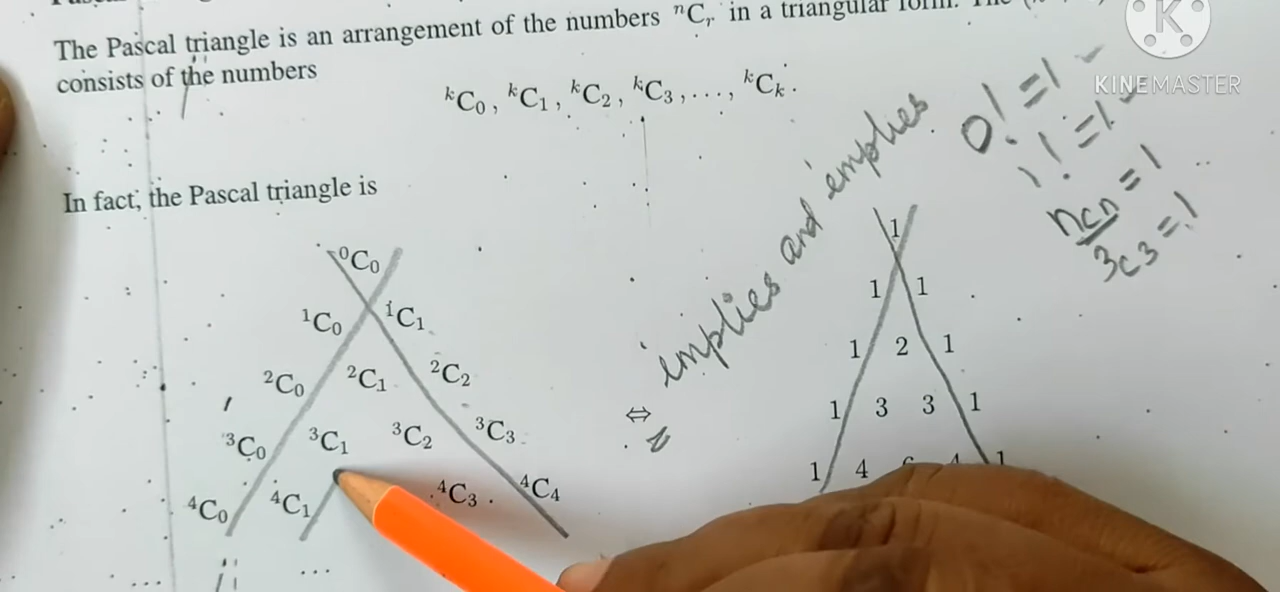 The Pascal triangle is an arrangement of the numbers ⁿCᵣ in a triangular form. The
consists of the numbers
ᵏC₀, ᵏC₁, ᵏC₂, ᵏC₃, ..., ᵏCₖ.
K
KINEMASTER
0! = 1
1! = 1
ncn = 1
3c3 = 1
In fact, the Pascal triangle is
implies and implies
⇔
⁰C₀
¹C₀ ¹C₁
²C₀ ²C₁ ²C₂
³C₀ ³C₁ ³C₂ ³C₃
⁴C₀ ⁴C₁ ⁴C₃ ⁴C₄
...
1
1 1
1 2 1
1 3 3 1
1 4 1